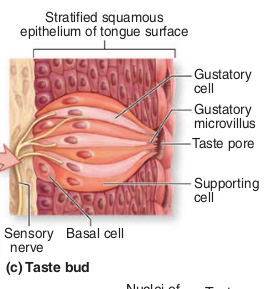 Stratified squamous
epithelium of tongue surface
Gustatory
cell
Gustatory
microvillus
Taste pore
Supporting
cell
Sensory
nerve
Basal cell
(c) Taste bud
Nuclei of